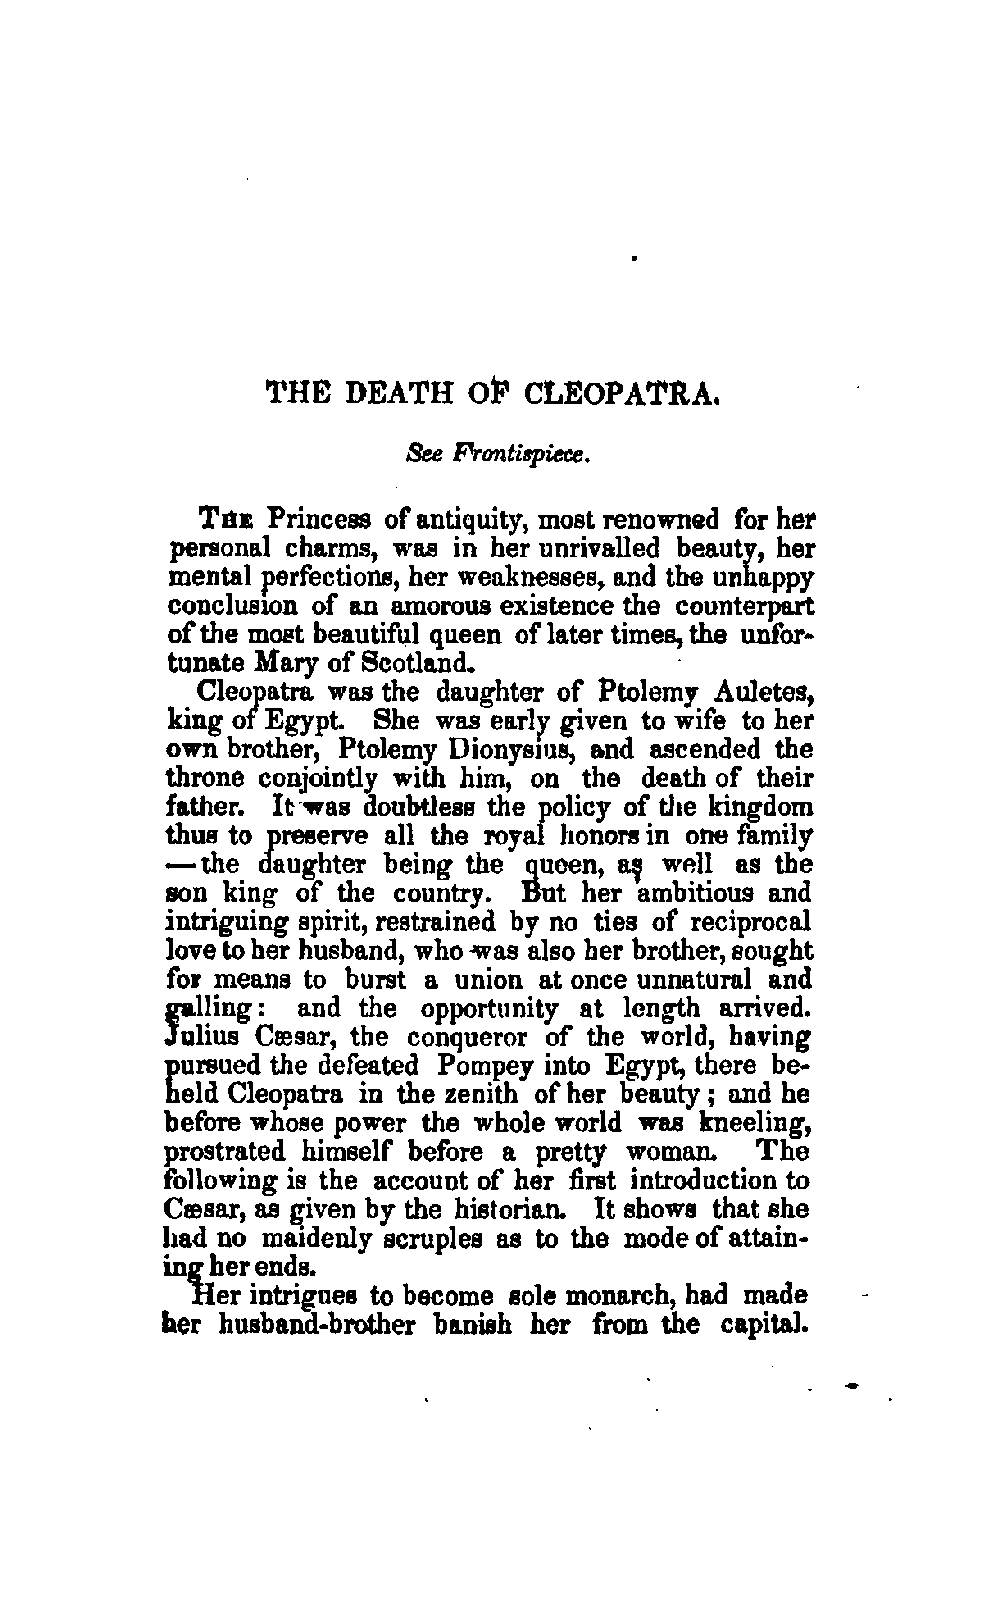 THE DEATH OF CLEOPATRA.
See Frontispiece.
THE Princess of antiquity, most renowned for her
personal charms, was in her unrivalled beauty, her
mental perfections, her weaknesses, and the unhappy
conclusion of an amorous existence the counterpart
of the most beautiful queen of later times, the unfor-
tunate Mary of Scotland.
Cleopatra was the daughter of Ptolemy Auletes,
king of Egypt. She was early given to wife to her
own brother, Ptolemy Dionysius, and ascended the
throne conjointly with him, on the death of their
father. It was doubtless the policy of the kingdom
thus to preserve all the royal honors in one family
—the daughter being the queen, as well as the
son king of the country. But her ambitious and
intriguing spirit, restrained by no ties of reciprocal
love to her husband, who was also her brother, sought
for means to burst a union at once unnatural and
galling: and the opportunity at length arrived.
Julius Cæsar, the conqueror of the world, having
pursued the defeated Pompey into Egypt, there be-
held Cleopatra in the zenith of her beauty; and he
before whose power the whole world was kneeling,
prostrated himself before a pretty woman. The
following is the account of her first introduction to
Cæsar, as given by the historian. It shows that she
had no maidenly scruples as to the mode of attain-
ing her ends.
Her intrigues to become sole monarch, had made
her husband-brother banish her from the capital.